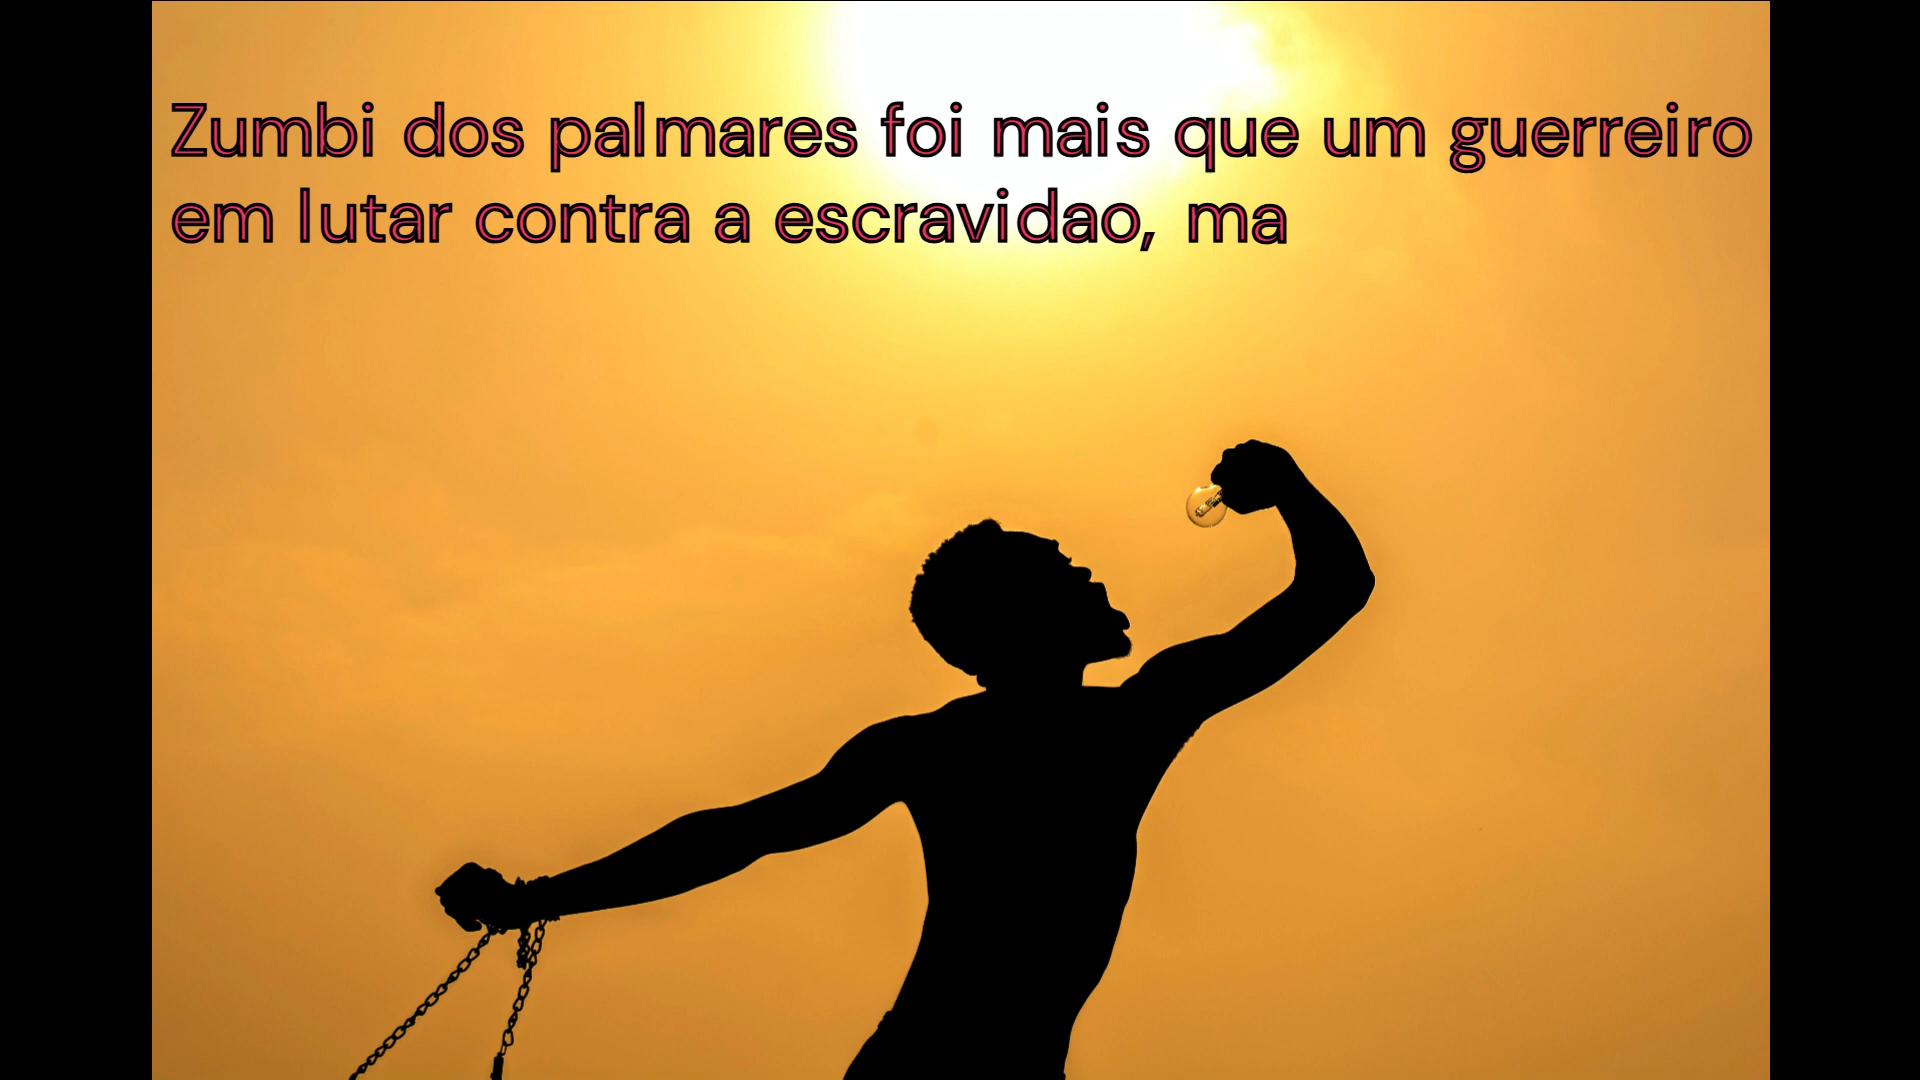 Zumbi dos palmares foi mais que um guerreiro
em lutar contra a escravidao, ma